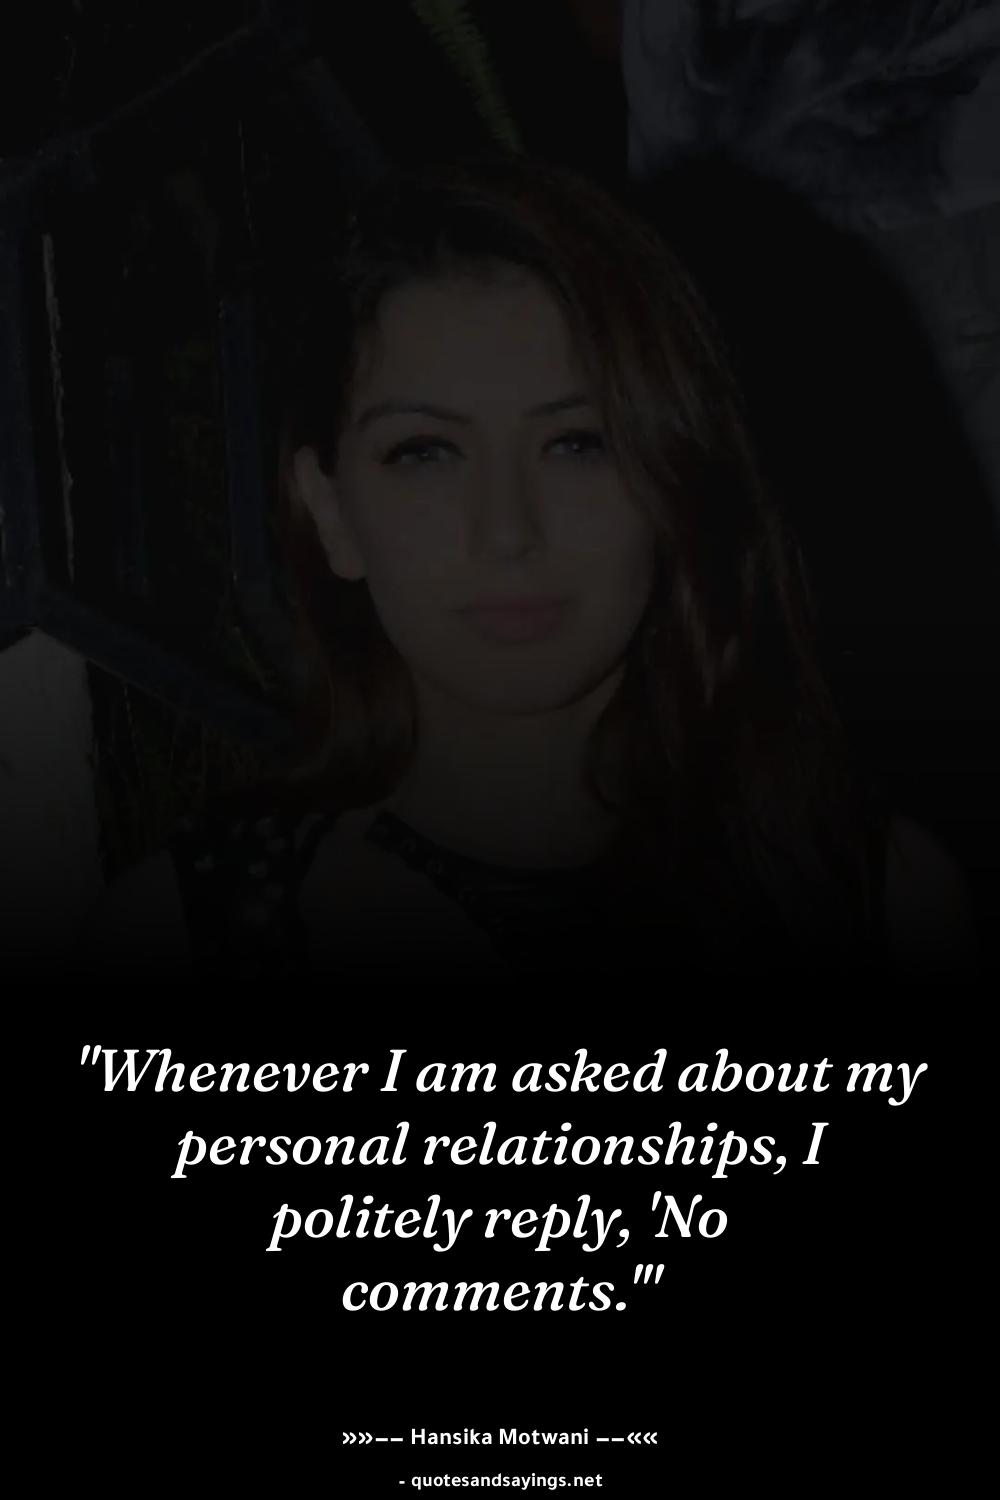 "Whenever I am asked about my
personal relationships, I
politely reply, 'No
comments.'"
»»–– Hansika Motwani ––««
- quotesandsayings.net